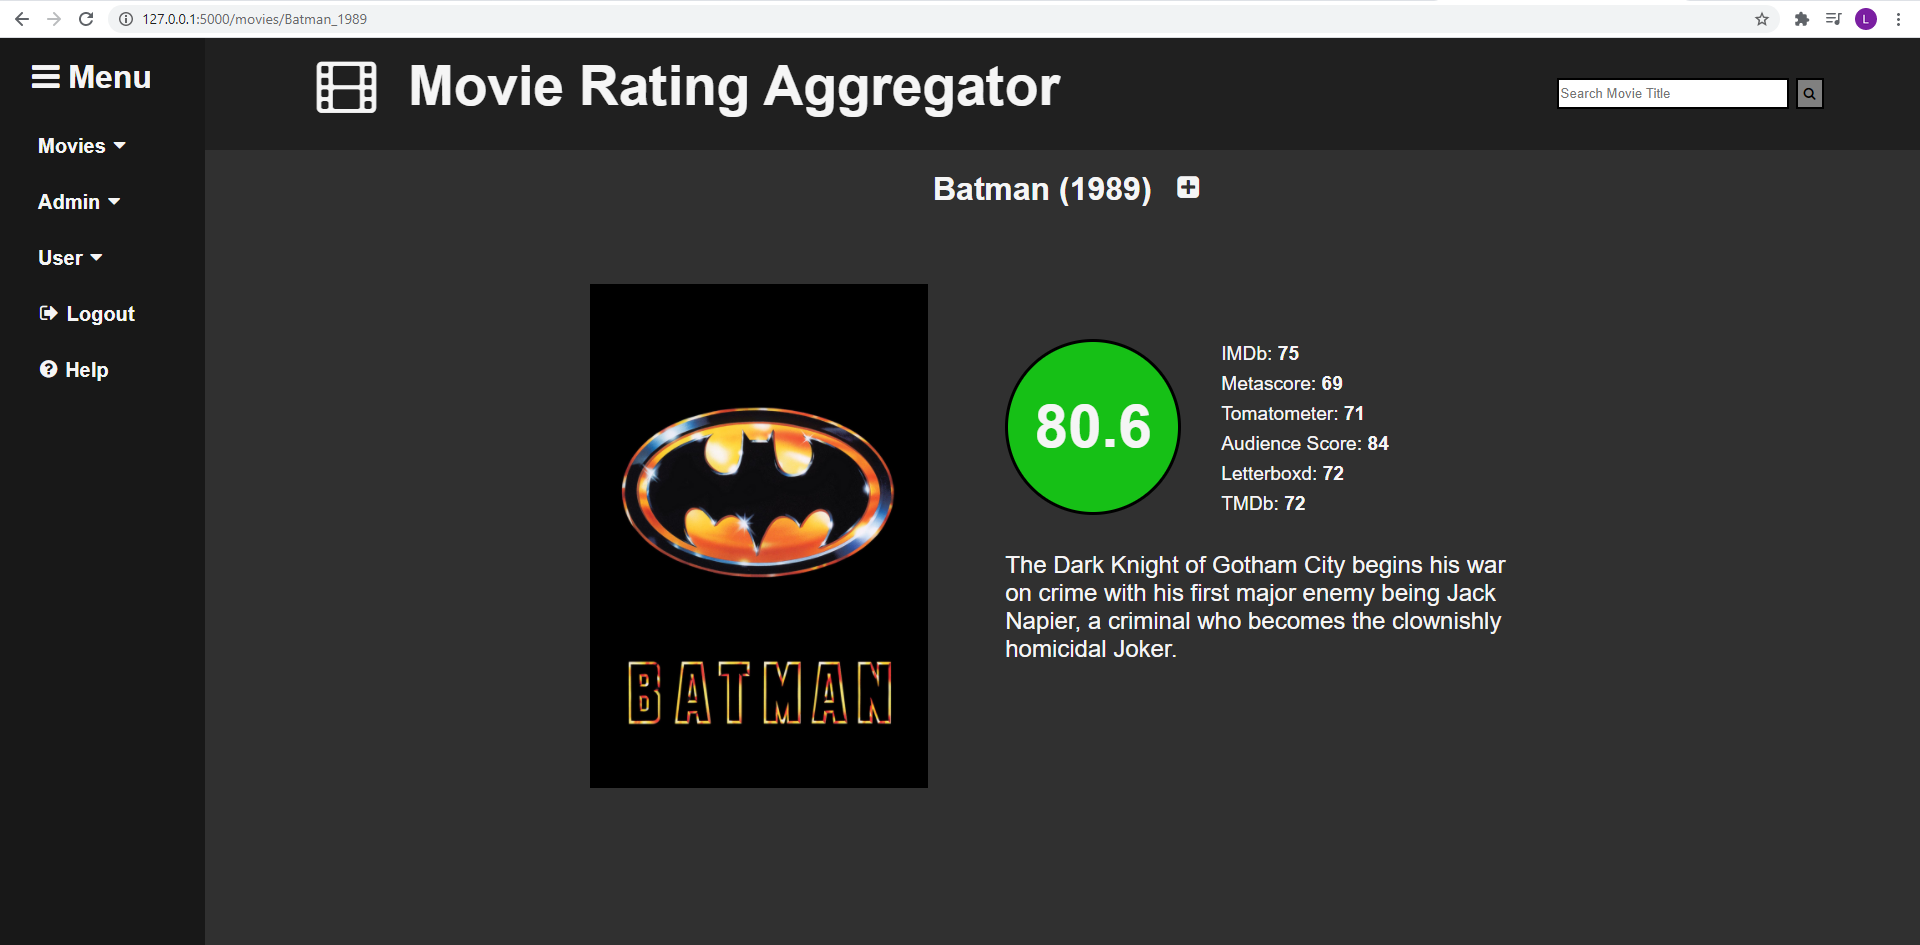 127.0.0.1:5000/movies/Batman_1989
L
Menu
Movies
Admin
User
Logout
Help
Movie Rating Aggregator
Search Movie Title
Batman (1989)
BATMAN
80.6
IMDb: 75
Metascore: 69
Tomatometer: 71
Audience Score: 84
Letterboxd: 72
TMDb: 72
The Dark Knight of Gotham City begins his war
on crime with his first major enemy being Jack
Napier, a criminal who becomes the clownishly
homicidal Joker.